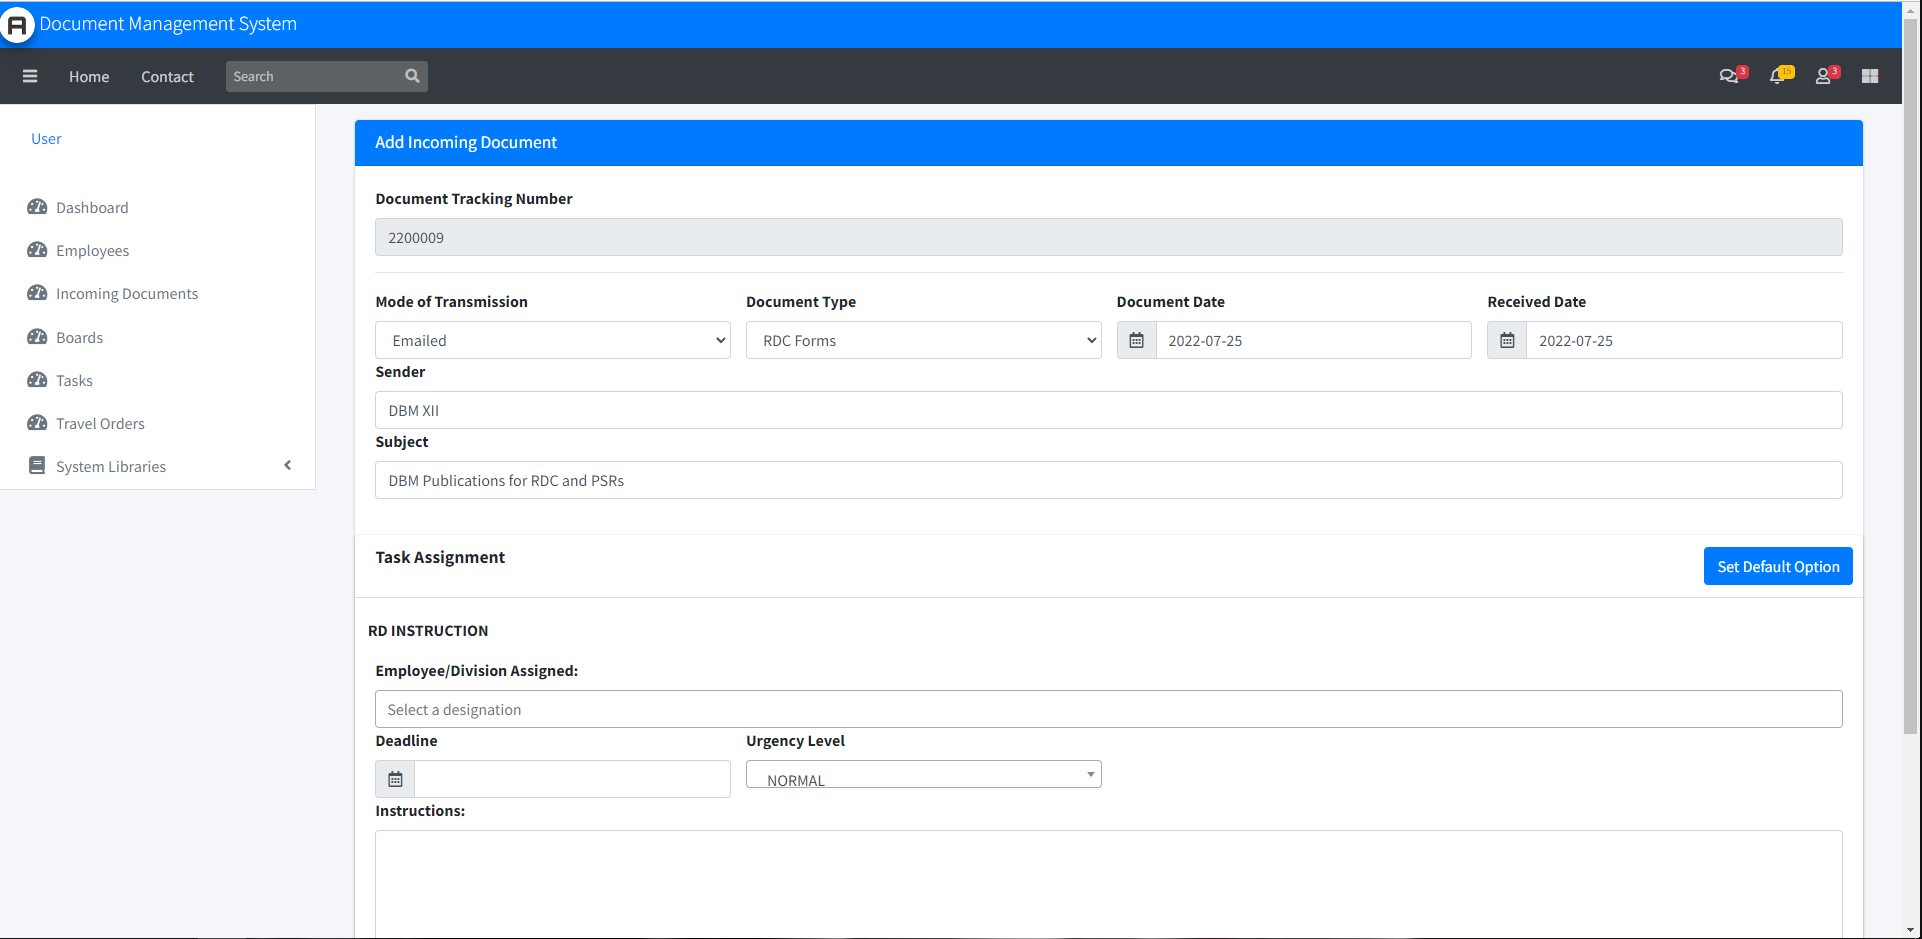 A Document Management System
Home Contact Search 3 15 3
User
Dashboard
Employees
Incoming Documents
Boards
Tasks
Travel Orders
System Libraries
Add Incoming Document
Document Tracking Number
2200009
Mode of Transmission Document Type Document Date Received Date
Emailed RDC Forms 2022-07-25 2022-07-25
Sender
DBM XII
Subject
DBM Publications for RDC and PSRs
Task Assignment
Set Default Option
RD INSTRUCTION
Employee/Division Assigned:
Select a designation
Deadline Urgency Level
NORMAL
Instructions: